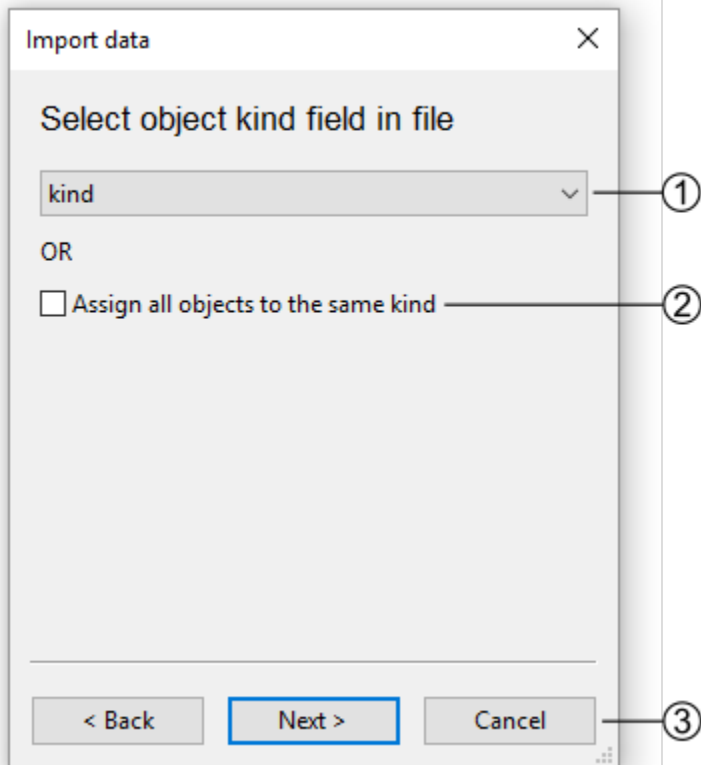 Import data
Select object kind field in file
kind
1
OR
Assign all objects to the same kind
2
< Back Next > Cancel
3